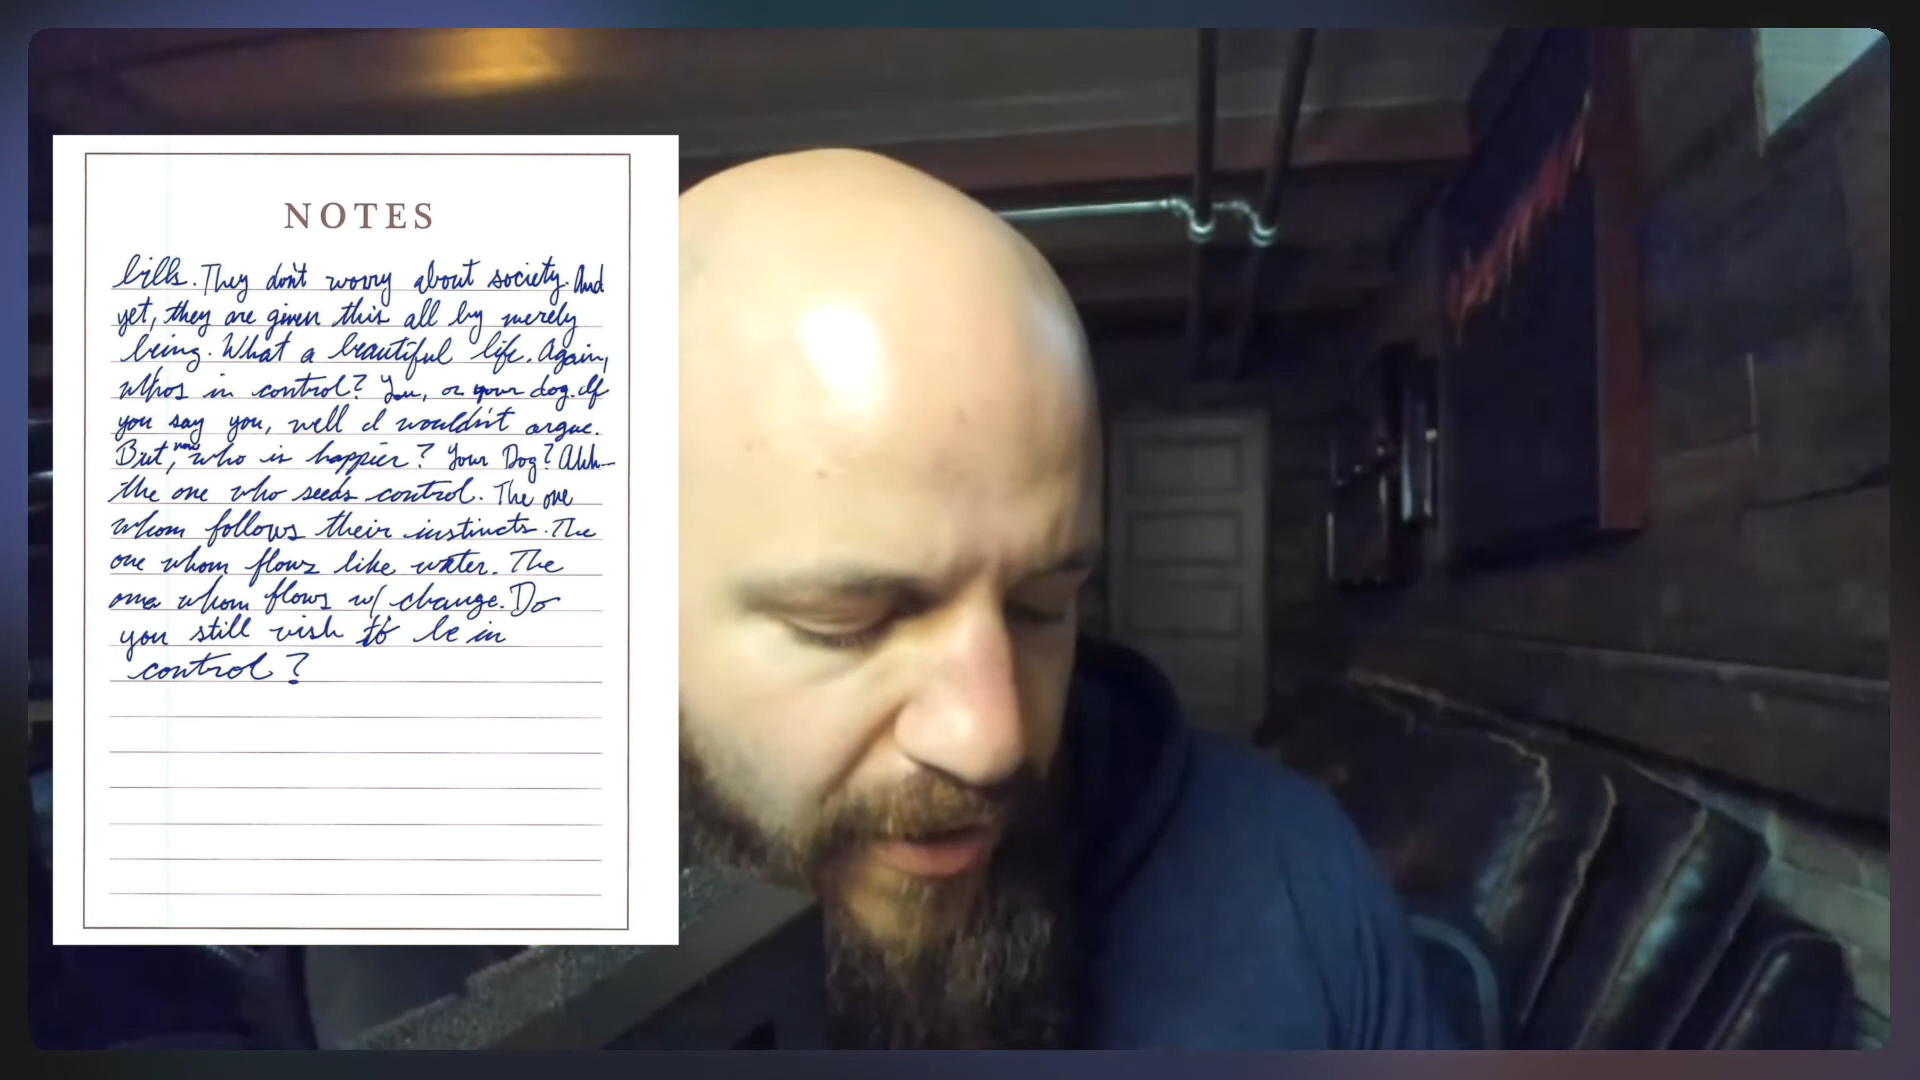 NOTES
bills. They don't worry about society. And
yet, they are given this all by merely
being. What a beautiful life. Again,
whos in control? You, or your dog. If
you say you, well I wouldn't argue.
But, now who is happier? Your Dog? Ahh-
the one who seeds control. The one
whom follows their instincts. The
one whom flows like water. The
one whom flows w/ change. Do
you still wish to be in
control?